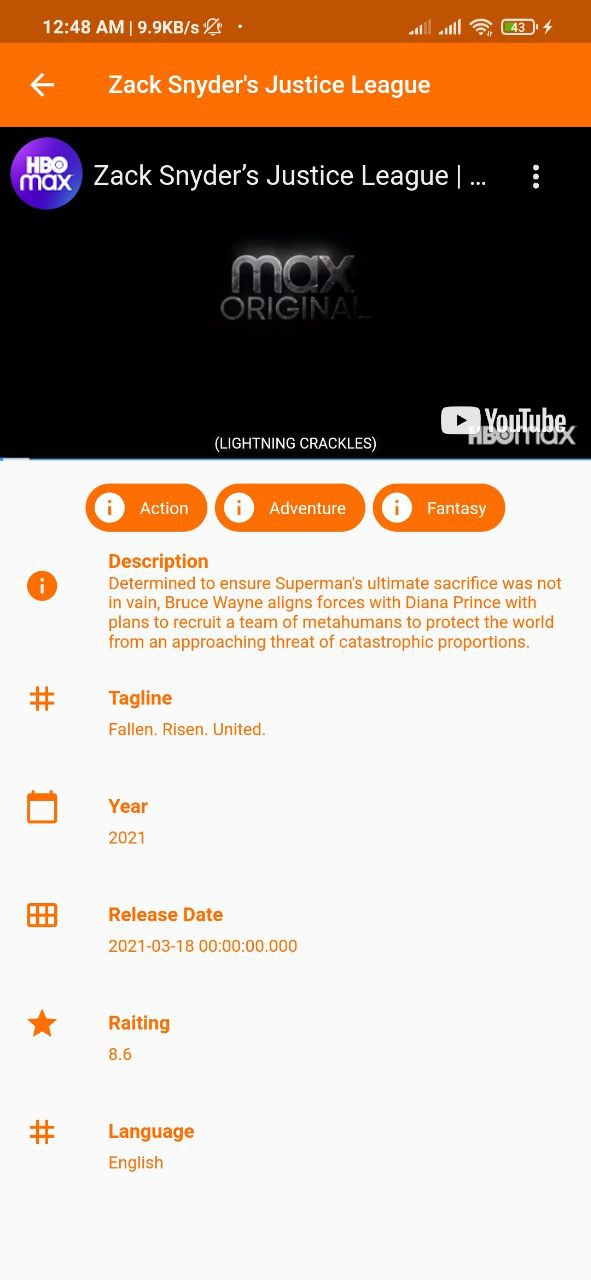 12:48 AM | 9.9KB/s
43
Zack Snyder's Justice League
HBO
max
Zack Snyder’s Justice League | ...
max
ORIGINAL
YouTube
HBOmax
(LIGHTNING CRACKLES)
Action
Adventure
Fantasy
Description
Determined to ensure Superman's ultimate sacrifice was not
in vain, Bruce Wayne aligns forces with Diana Prince with
plans to recruit a team of metahumans to protect the world
from an approaching threat of catastrophic proportions.
Tagline
Fallen. Risen. United.
Year
2021
Release Date
2021-03-18 00:00:00.000
Raiting
8.6
Language
English